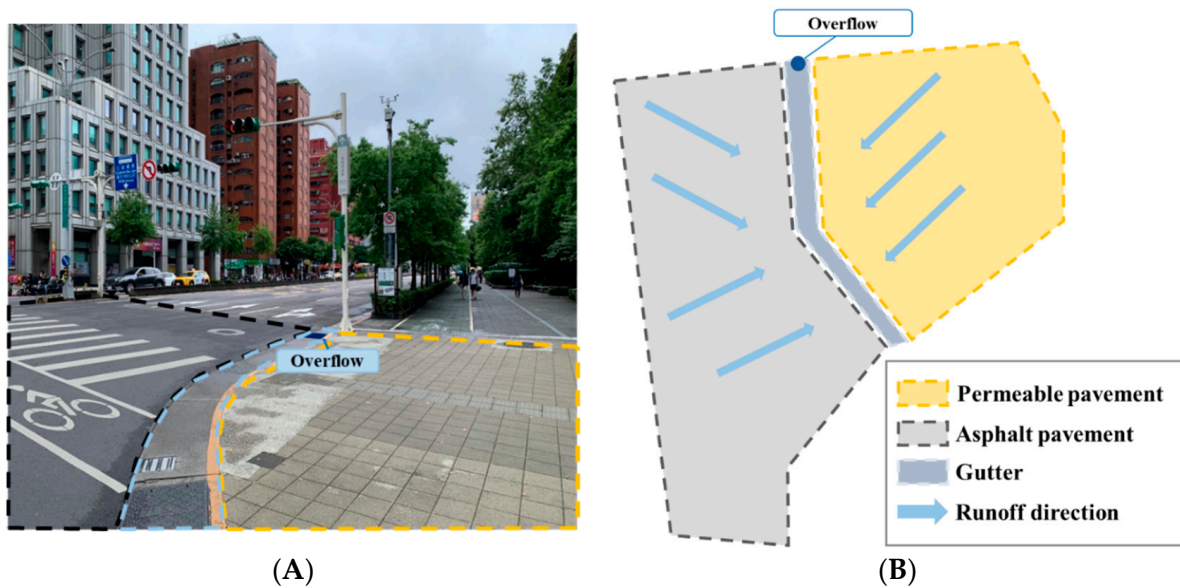 Overflow
Overflow
Permeable pavement
Asphalt pavement
Gutter
Runoff direction
(A)
(B)